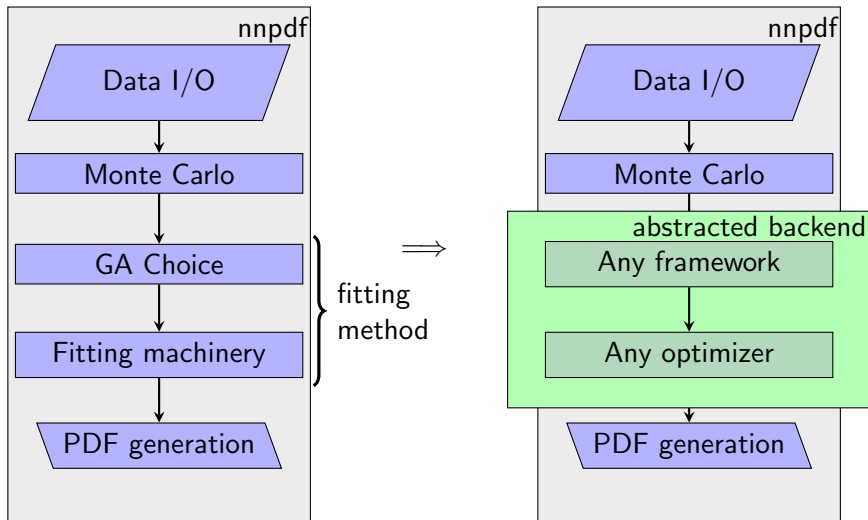 nnpdf
Data I/O
Monte Carlo
GA Choice
Fitting machinery
PDF generation
fitting
method
⟹
nnpdf
Data I/O
Monte Carlo
abstracted backend
Any framework
Any optimizer
PDF generation